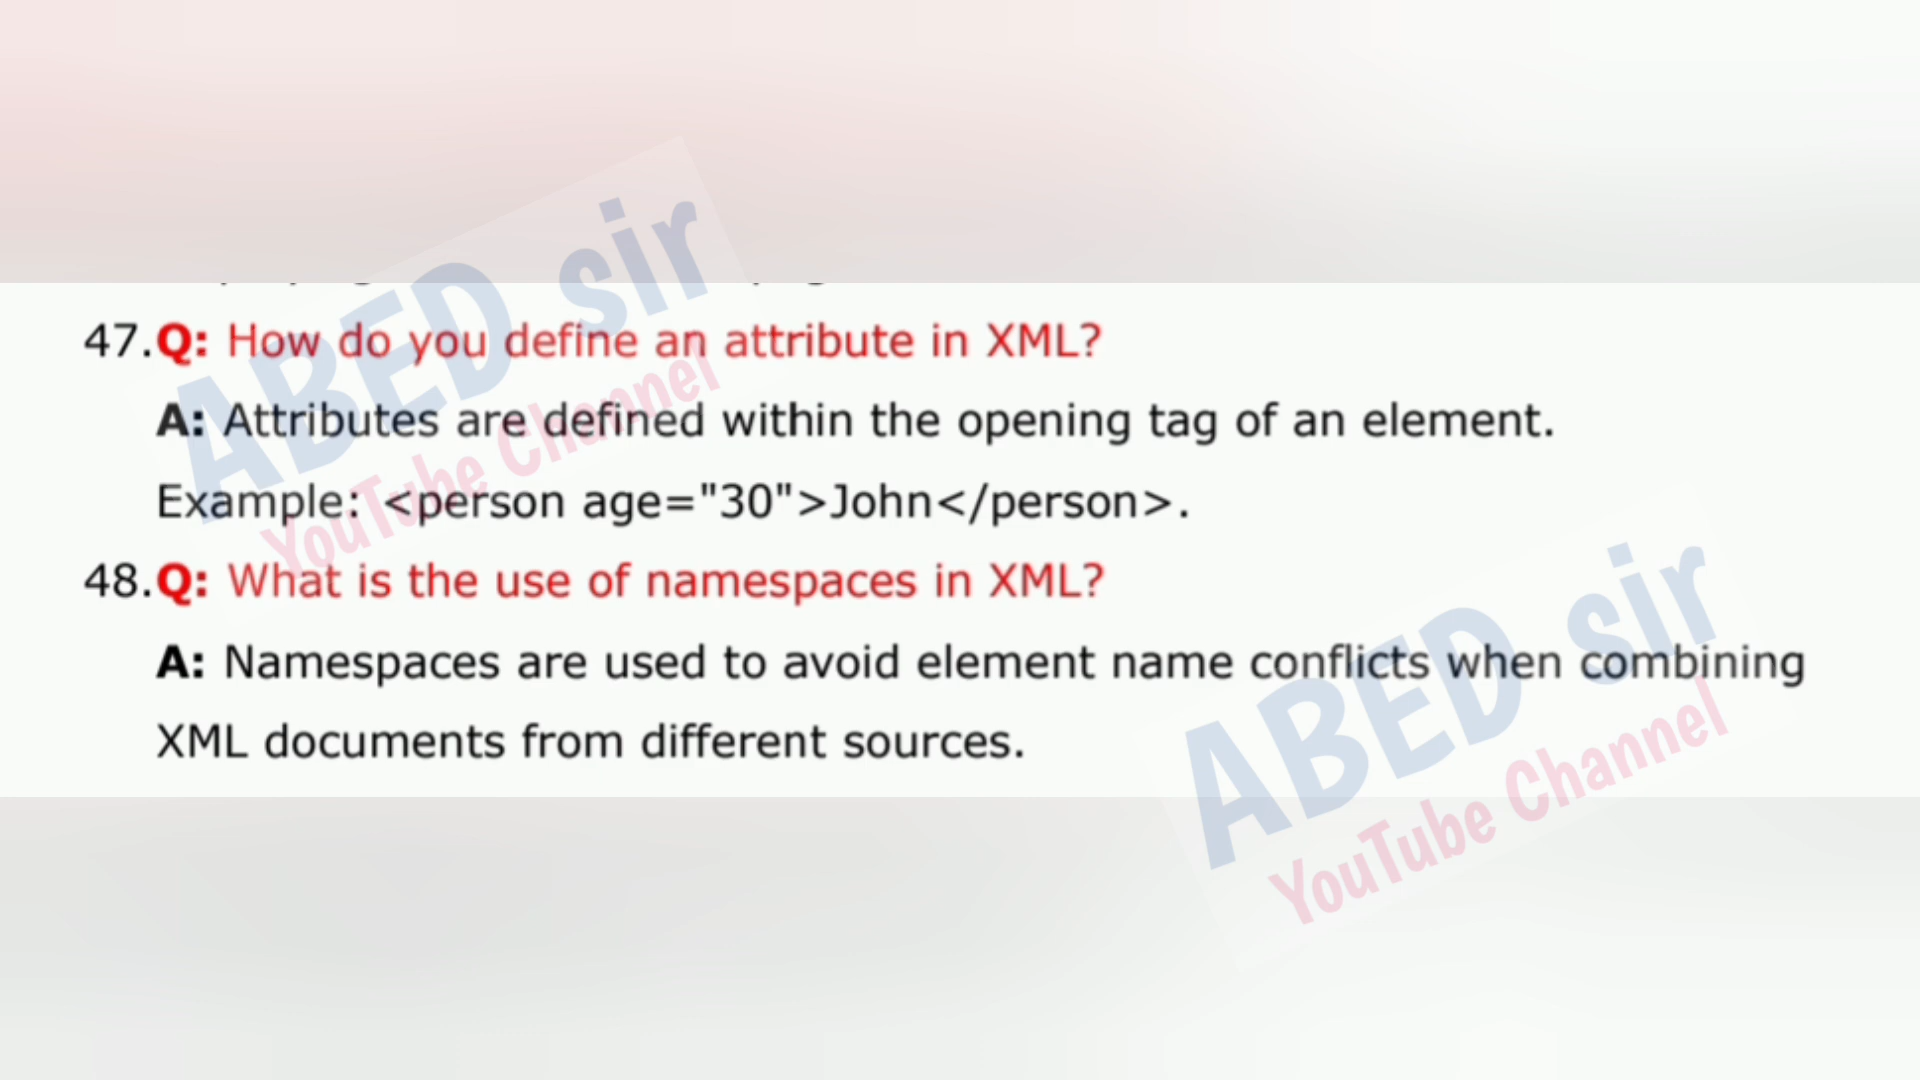 47.Q: How do you define an attribute in XML?
A: Attributes are defined within the opening tag of an element.
Example: <person age="30">John</person>.
48.Q: What is the use of namespaces in XML?
A: Namespaces are used to avoid element name conflicts when combining
XML documents from different sources.
ABED sir
YouTube Channel
ABED sir
YouTube Channel